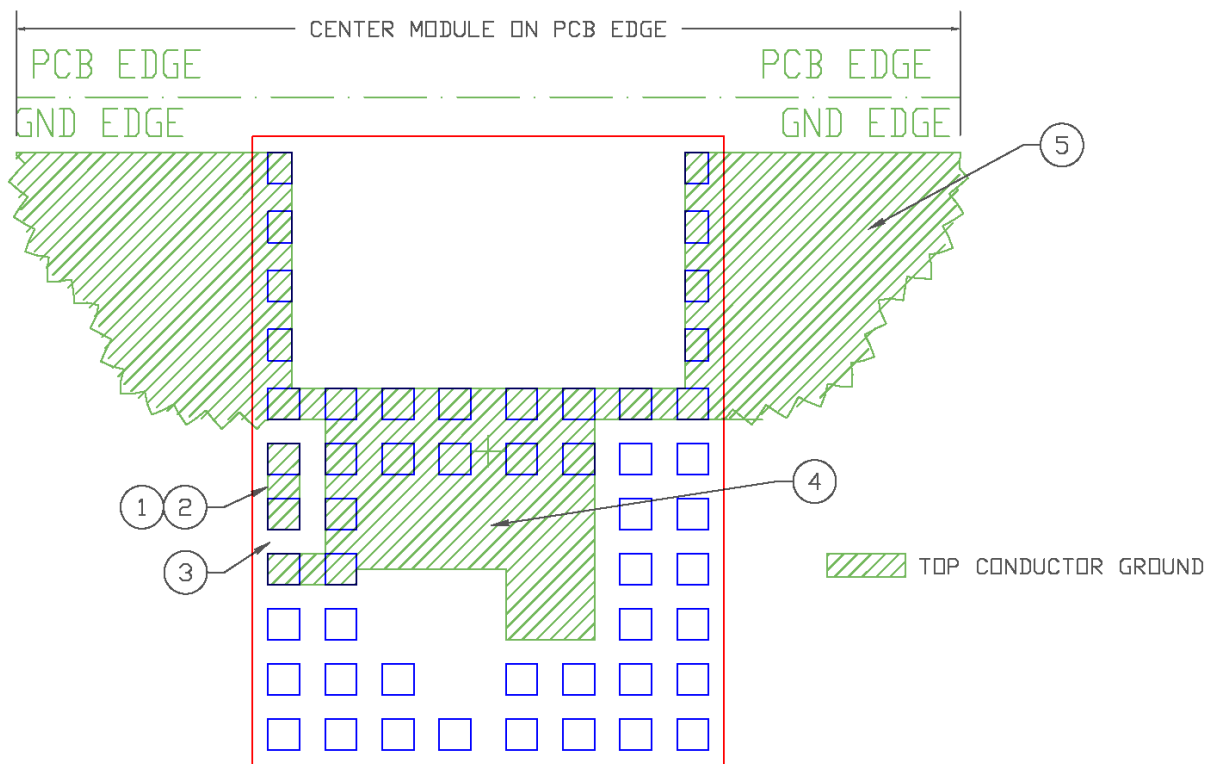 CENTER MODULE ON PCB EDGE
PCB EDGE
PCB EDGE
GND EDGE
GND EDGE
5
4
1
2
3
TOP CONDUCTOR GROUND